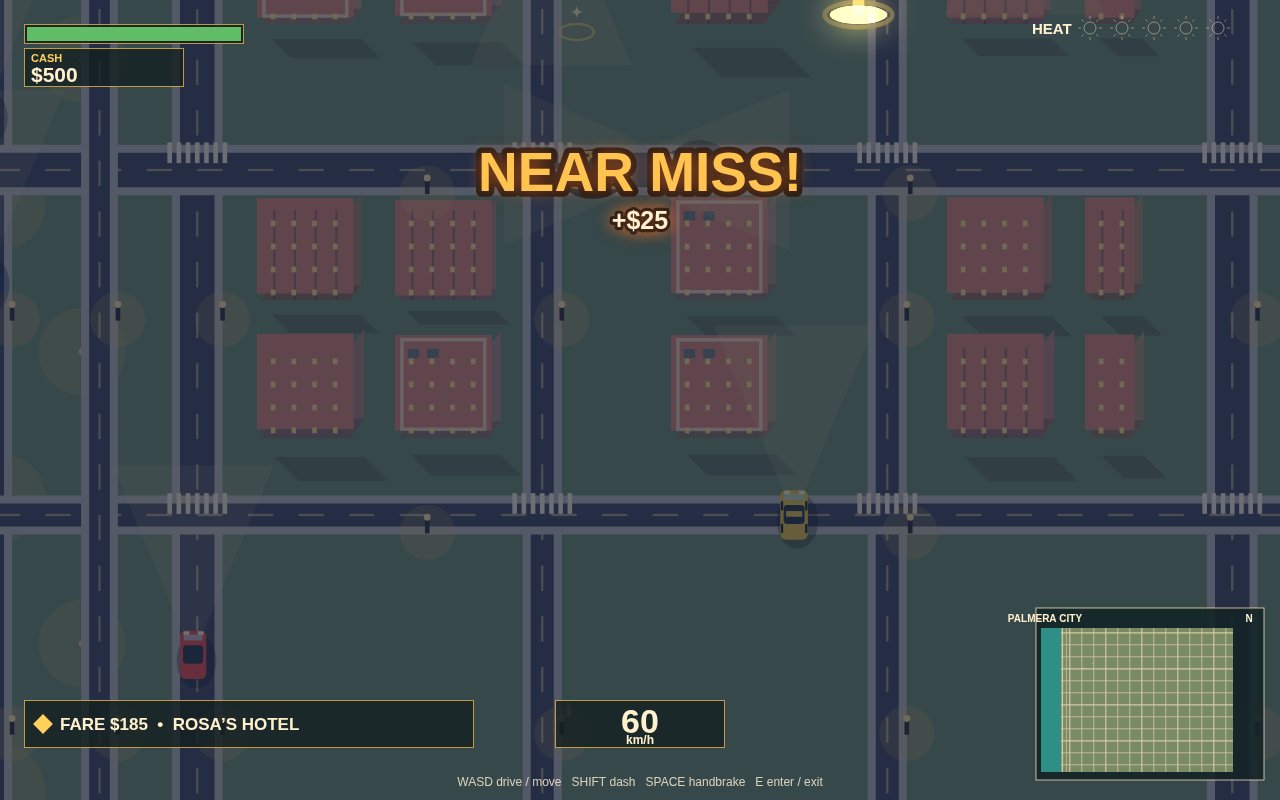 CASH
$500
HEAT
NEAR MISS!
+$25
PALMERA CITY
N
FARE $185 • ROSA'S HOTEL
60
km/h
WASD drive / move SHIFT dash SPACE handbrake E enter / exit